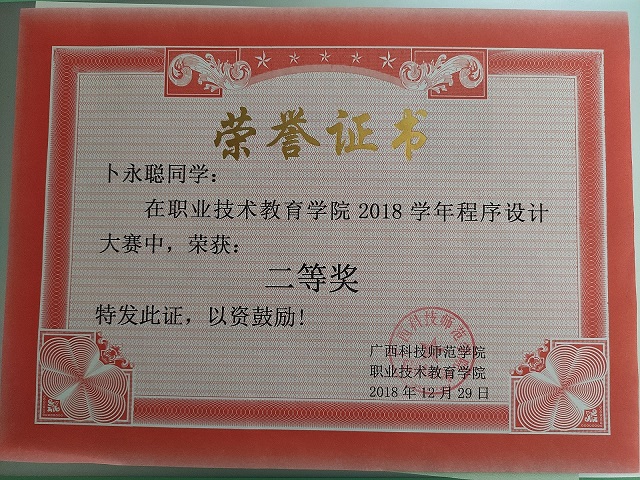 荣誉证书
卜永聪同学：
在职业技术教育学院 2018 学年程序设计
大赛中，荣获：
二等奖
特发此证，以资鼓励！
广西科技师范学院
职业技术教育学院
2018 年 12 月 29 日